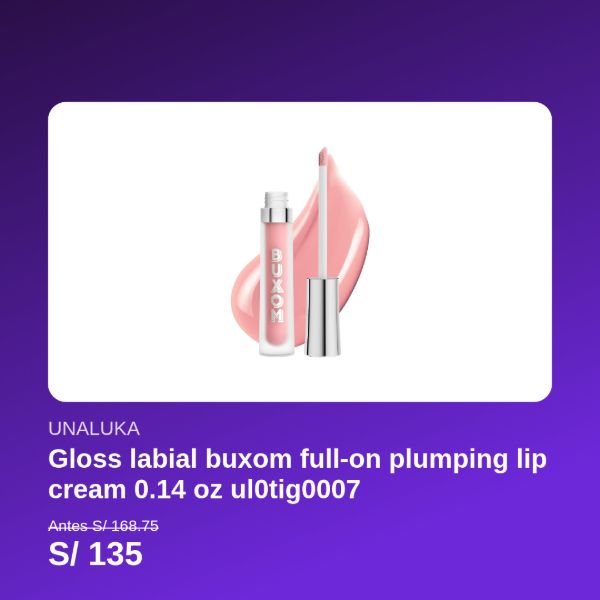 BUXOM
UNALUKA
Gloss labial buxom full-on plumping lip
cream 0.14 oz ul0tig0007
Antes S/ 168.75
S/ 135